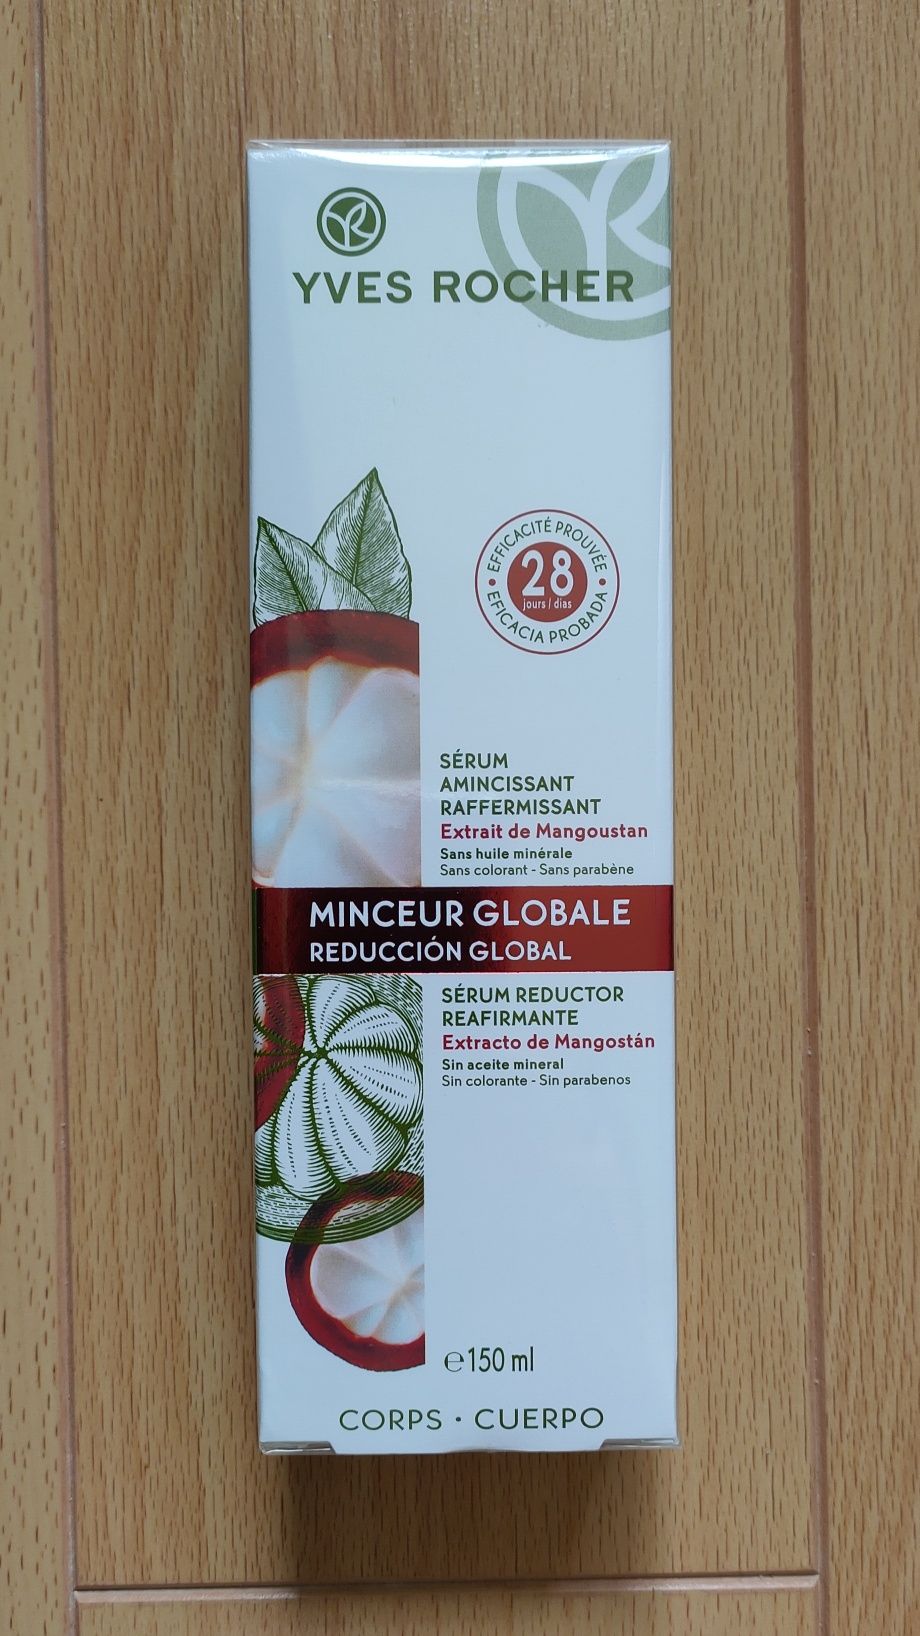 YVES ROCHER
EFFICACITÉ PROUVÉE
28
jours / días
EFICACIA PROBADA
SÉRUM
AMINCISSANT
RAFFERMISSANT
Extrait de Mangoustan
Sans huile minérale
Sans colorant - Sans parabène
MINCEUR GLOBALE
REDUCCIÓN GLOBAL
SÉRUM REDUCTOR
REAFIRMANTE
Extracto de Mangostán
Sin aceite mineral
Sin colorante - Sin parabenos
℮150 ml
CORPS · CUERPO